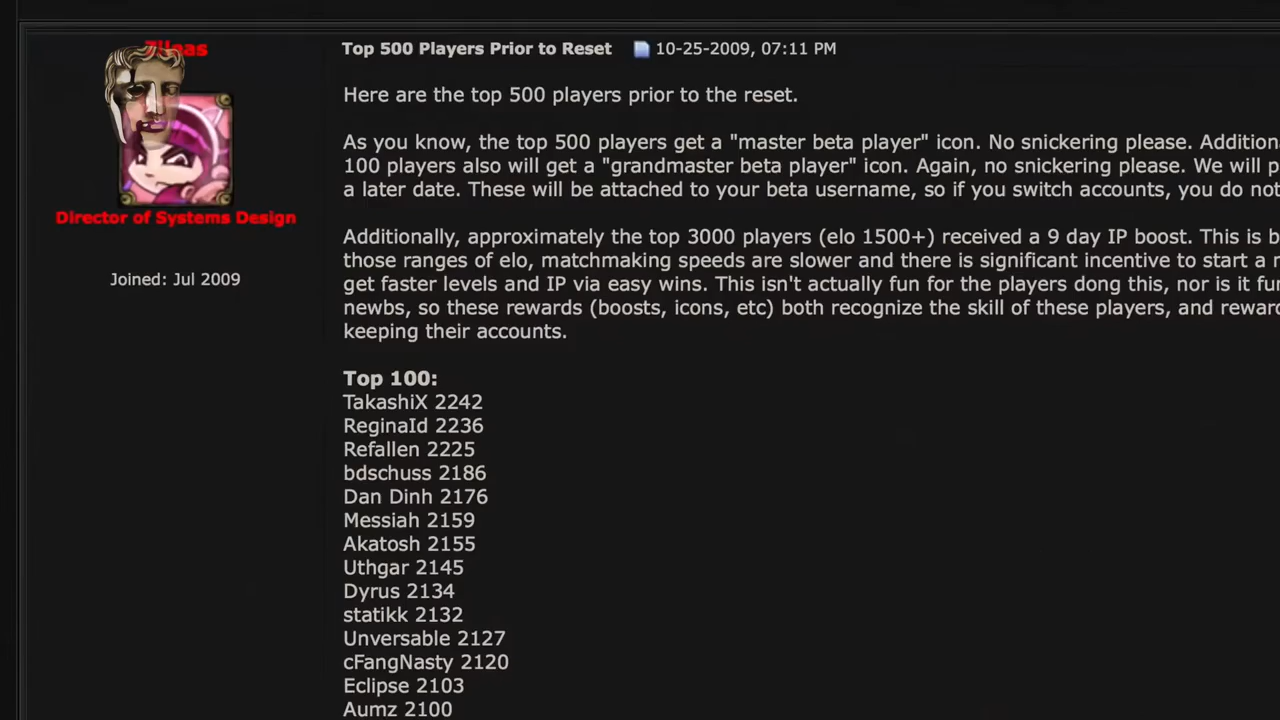 Top 500 Players Prior to Reset 10-25-2009, 07:11 PM
Here are the top 500 players prior to the reset.
As you know, the top 500 players get a "master beta player" icon. No snickering please.
100 players also will get a "grandmaster beta player" icon. Again, no snickering please. We will
a later date. These will be attached to your beta username, so if you switch accounts, you do not
Director of Systems Design
Additionally, approximately the top 3000 players (elo 1500+) received a 9 day IP boost. This is
those ranges of elo, matchmaking speeds are slower and there is significant incentive to start a
Joined: Jul 2009
get faster levels and IP via easy wins. This isn't actually fun for the players dong this, nor is it
newbs, so these rewards (boosts, icons, etc) both recognize the skill of these players, and
keeping their accounts.
Top 100:
TakashiX 2242
ReginaId 2236
Refallen 2225
bdschuss 2186
Dan Dinh 2176
Messiah 2159
Akatosh 2155
Uthgar 2145
Dyrus 2134
statikk 2132
Unversable 2127
cFangNasty 2120
Eclipse 2103
Aumz 2100